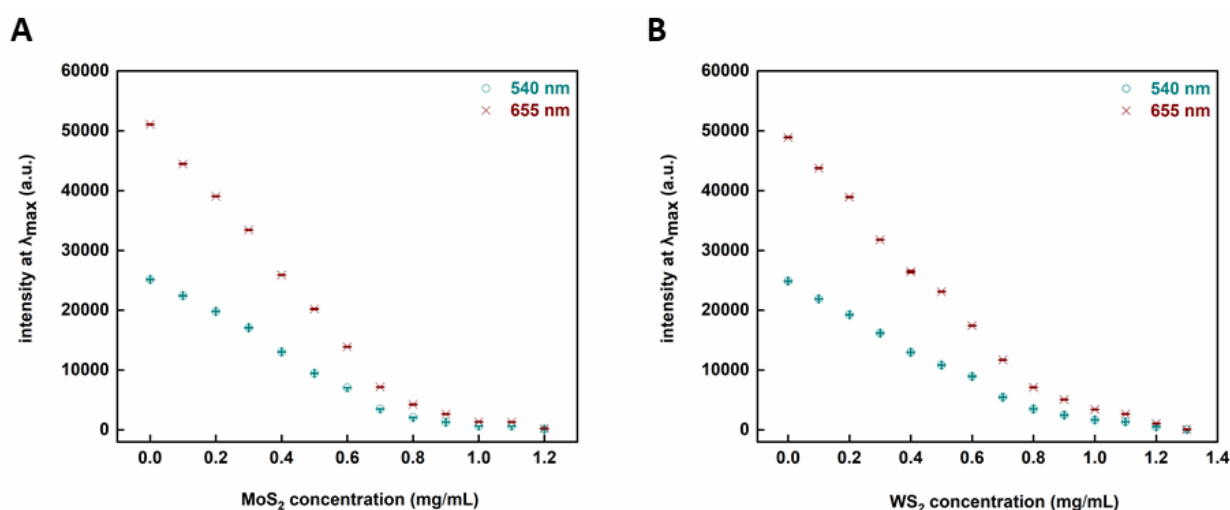 A
60000
50000
40000
30000
20000
10000
0
intensity at λmax (a.u.)
540 nm
655 nm
0.0 0.2 0.4 0.6 0.8 1.0 1.2
MoS2 concentration (mg/mL)
B
60000
50000
40000
30000
20000
10000
0
intensity at λmax (a.u.)
540 nm
655 nm
0.0 0.2 0.4 0.6 0.8 1.0 1.2 1.4
WS2 concentration (mg/mL)